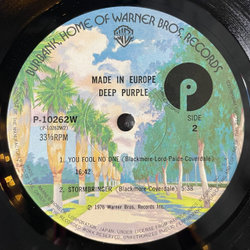 BURBANK, HOME OF WARNER BROS. RECORDS
MADE IN EUROPE
DEEP PURPLE
P
P-10262W
(P-10262W2)
33⅓RPM
SIDE
2
1. YOU FOOL NO ONE (Blackmore-Lord-Paice-Coverdale)
16:42
2. STORMBRINGER (Blackmore-Coverdale) 5:38
℗ 1976 Warner Bros. Records Inc.